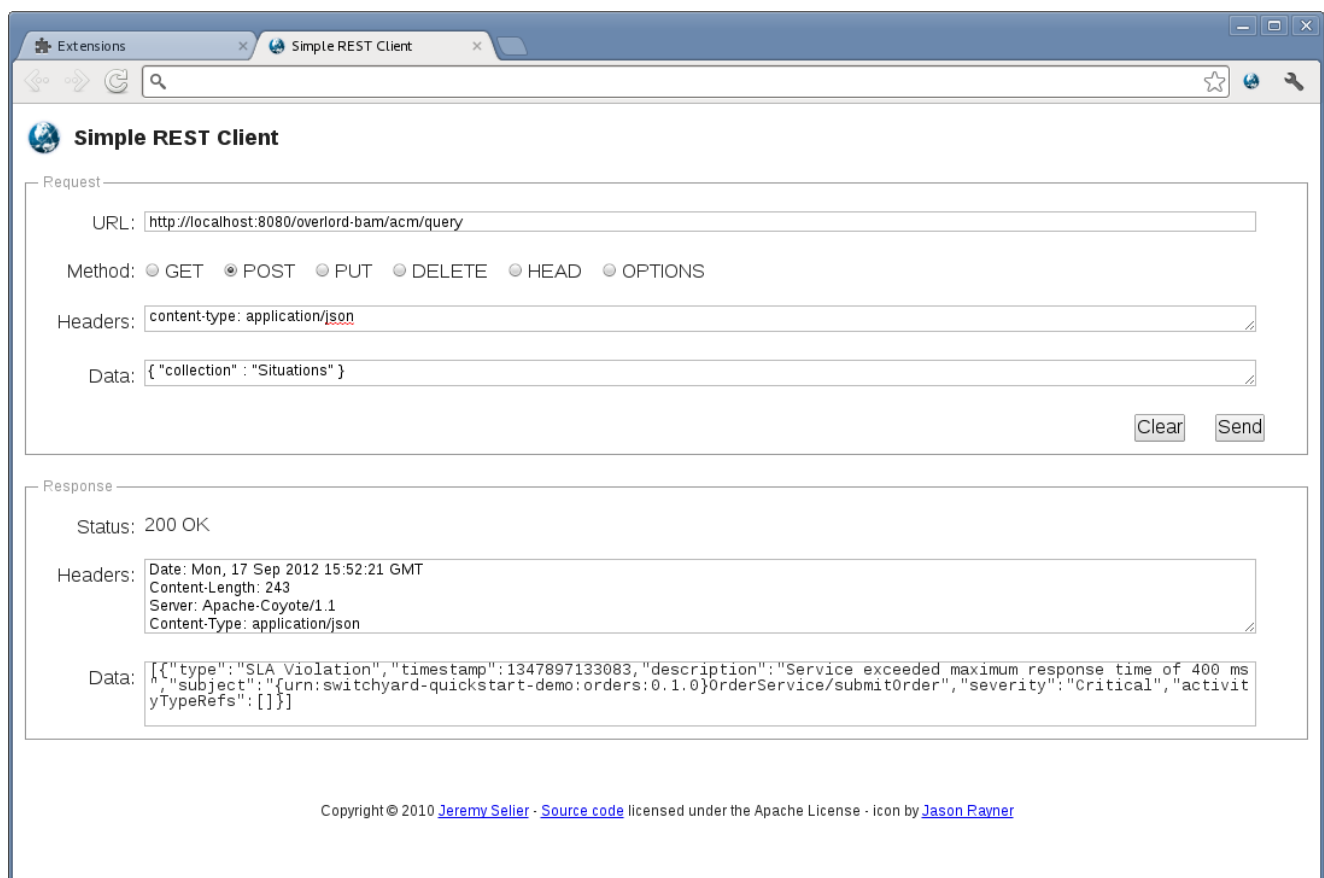 Extensions
Simple REST Client
Simple REST Client
Request
URL: http://localhost:8080/overlord-bam/acm/query
Method: GET POST PUT DELETE HEAD OPTIONS
Headers: content-type: application/json
Data: { "collection" : "Situations" }
Clear Send
Response
Status: 200 OK
Headers: Date: Mon, 17 Sep 2012 15:52:21 GMT
Content-Length: 243
Server: Apache-Coyote/1.1
Content-Type: application/json
Data: [{"type":"SLA Violation","timestamp":1347897133083,"description":"Service exceeded maximum response time of 400 ms
","subject":"{urn:switchyard-quickstart-demo:orders:0.1.0}OrderService/submitOrder","severity":"Critical","activit
yTypeRefs":[]}]
Copyright © 2010 Jeremy Selier - Source code licensed under the Apache License - icon by Jason Rayner